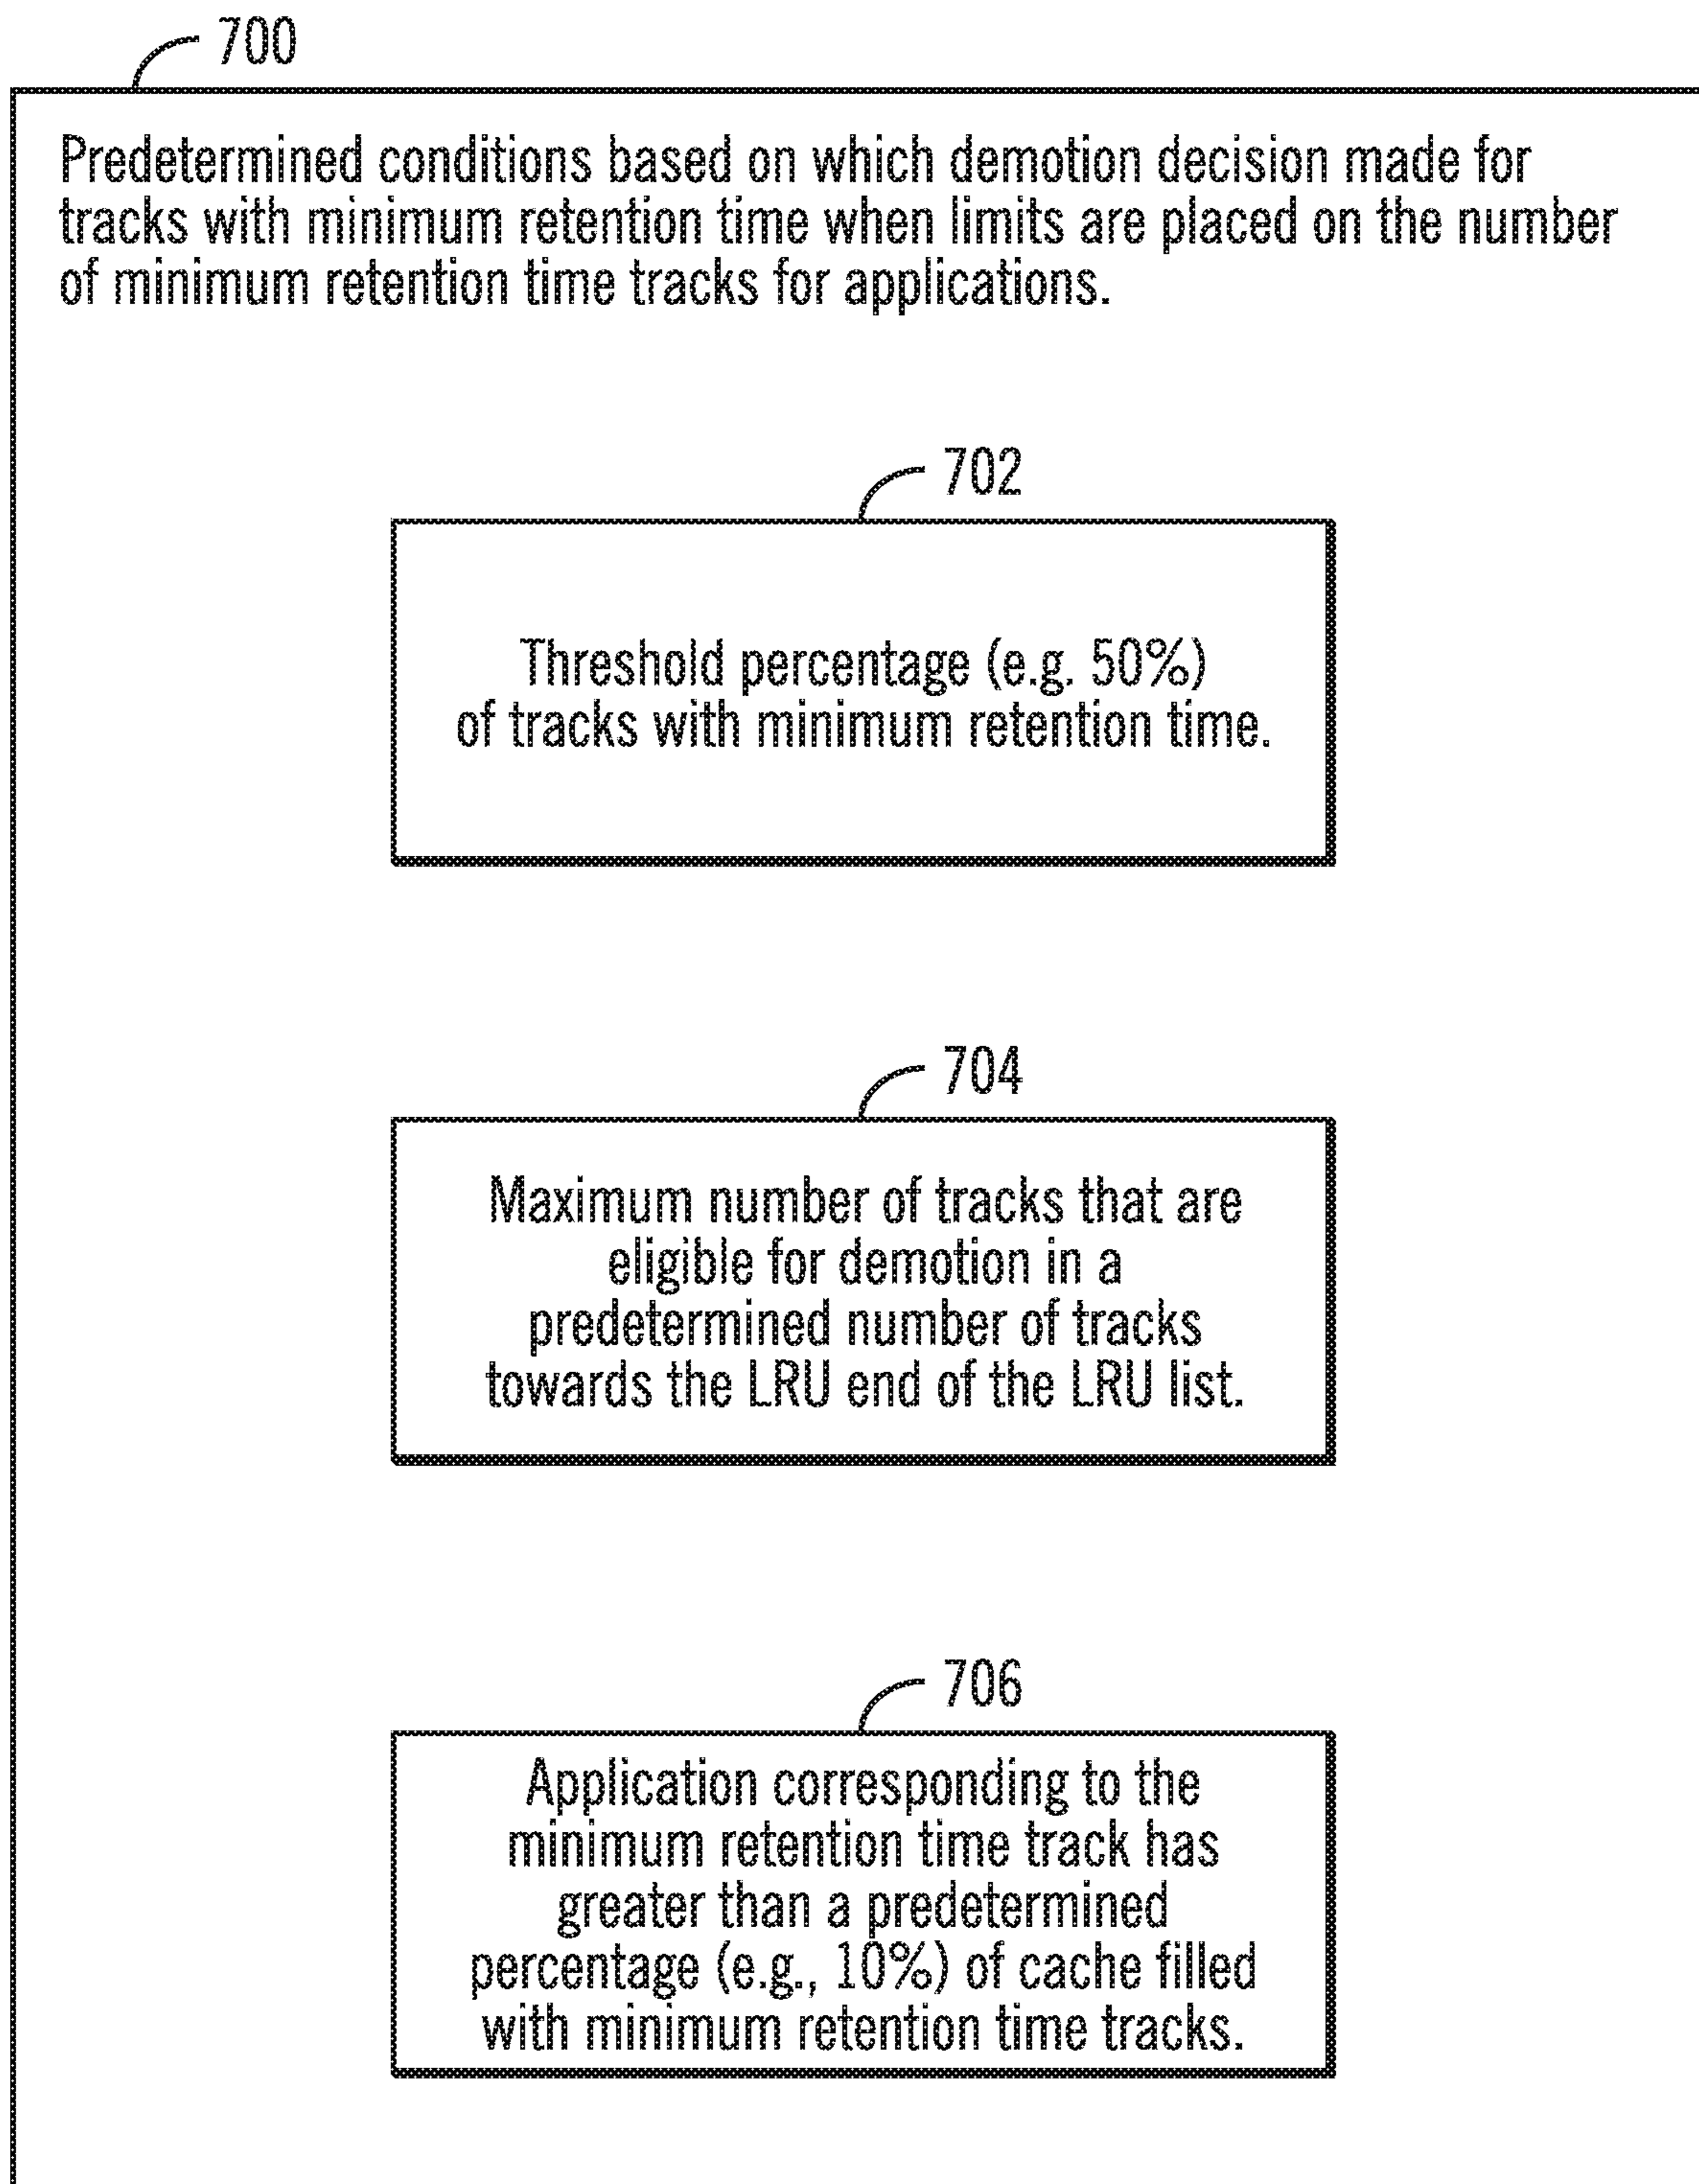 700
Predetermined conditions based on which demotion decision made for
tracks with minimum retention time when limits are placed on the number
of minimum retention time tracks for applications.
702
Threshold percentage (e.g. 50%)
of tracks with minimum retention time.
704
Maximum number of tracks that are
eligible for demotion in a
predetermined number of tracks
towards the LRU end of the LRU list.
706
Application corresponding to the
minimum retention time track has
greater than a predetermined
percentage (e.g., 10%) of cache filled
with minimum retention time tracks.